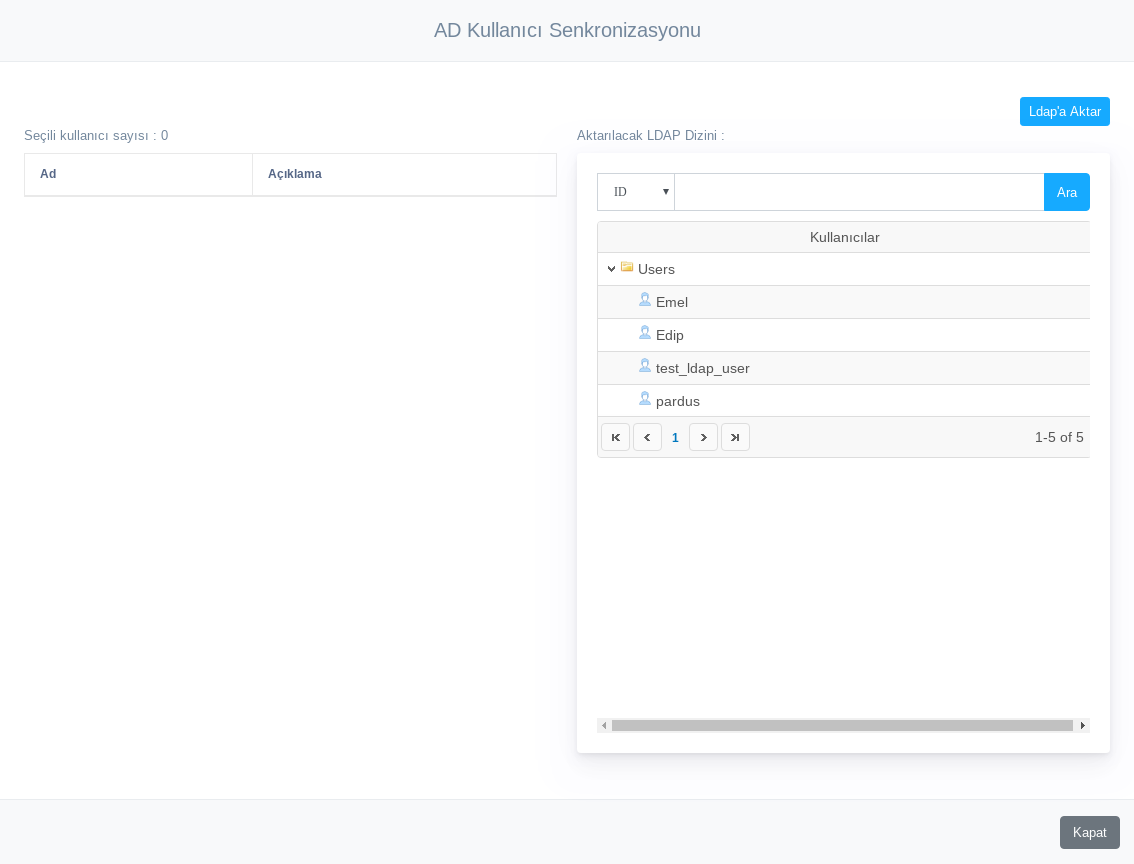 AD Kullanıcı Senkronizasyonu
Ldap'a Aktar
Seçili kullanıcı sayısı : 0
Aktarılacak LDAP Dizini :
Ad Açıklama
ID Ara
Kullanıcılar
Users
Emel
Edip
test_ldap_user
pardus
1 1-5 of 5
Kapat